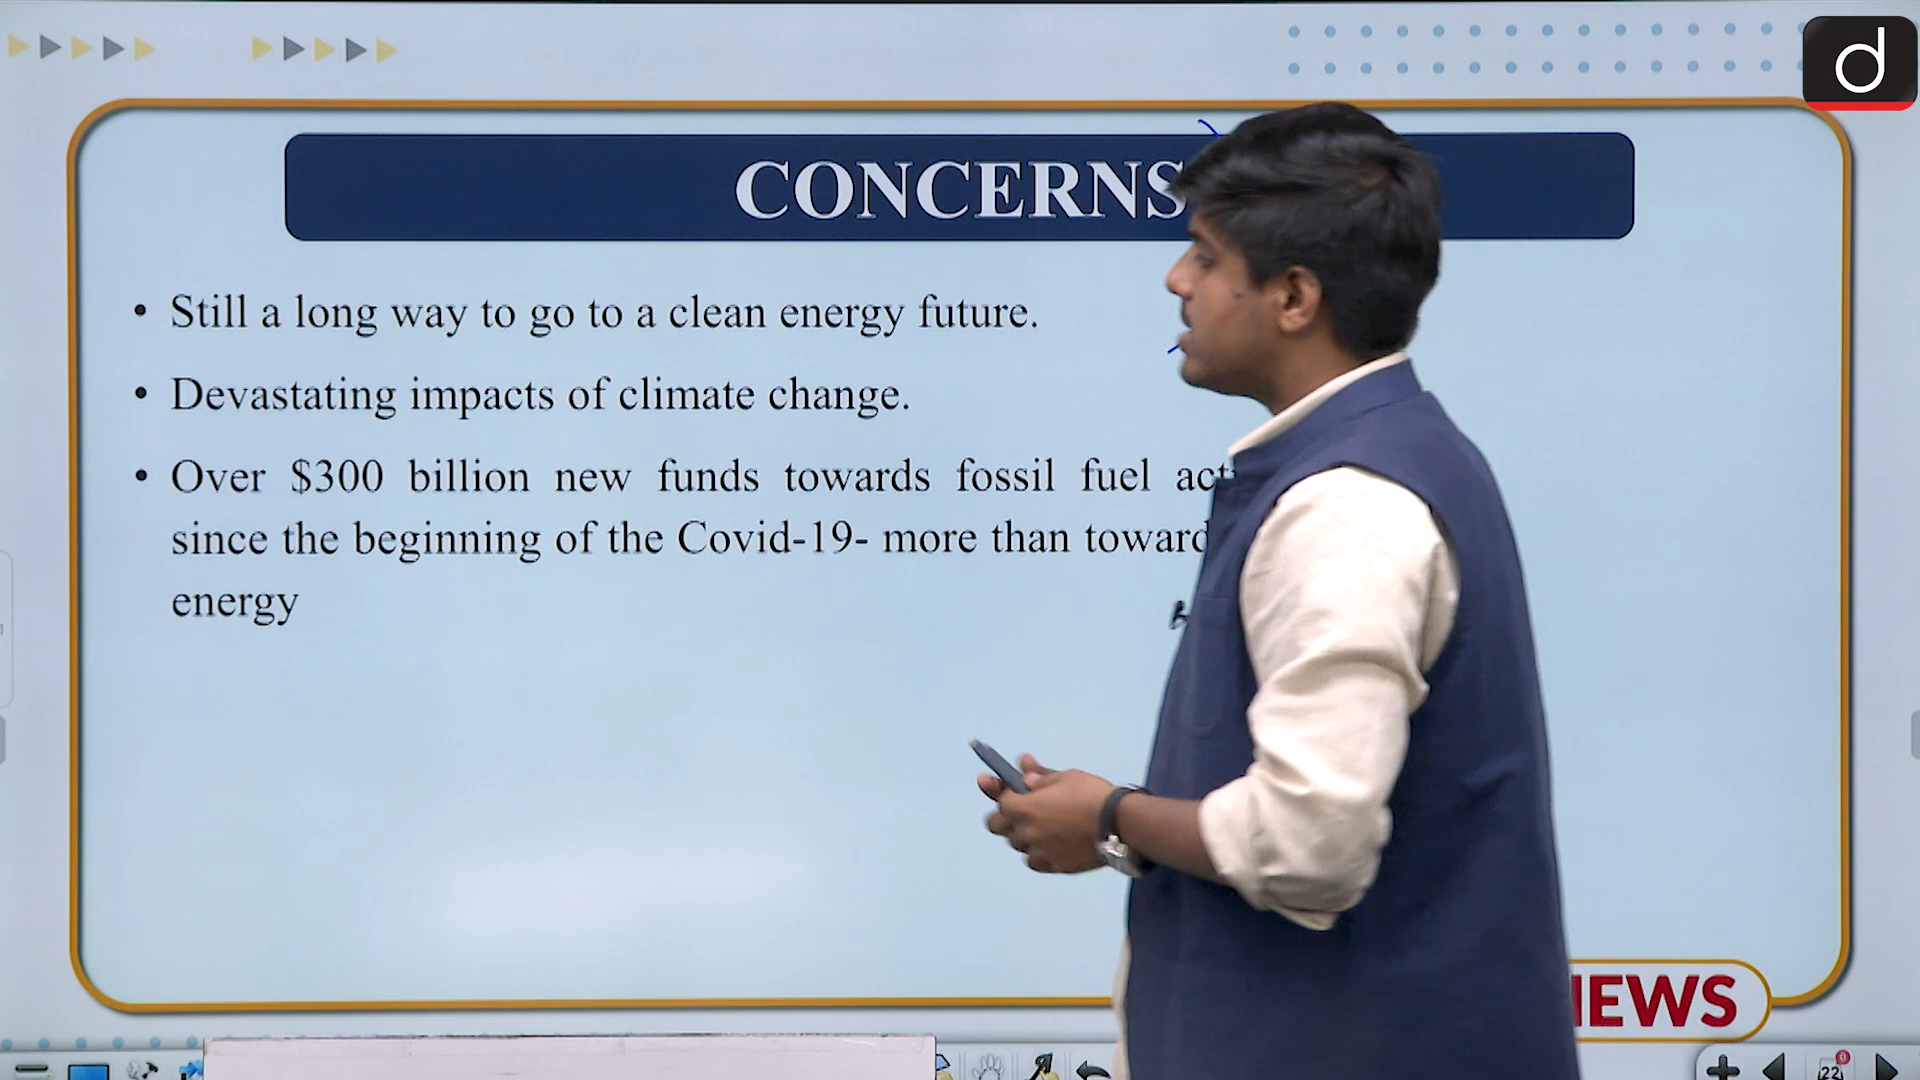 d
CONCERNS
• Still a long way to go to a clean energy future.
• Devastating impacts of climate change.
• Over $300 billion new funds towards fossil fuel
since the beginning of the Covid-19- more than
energy
22